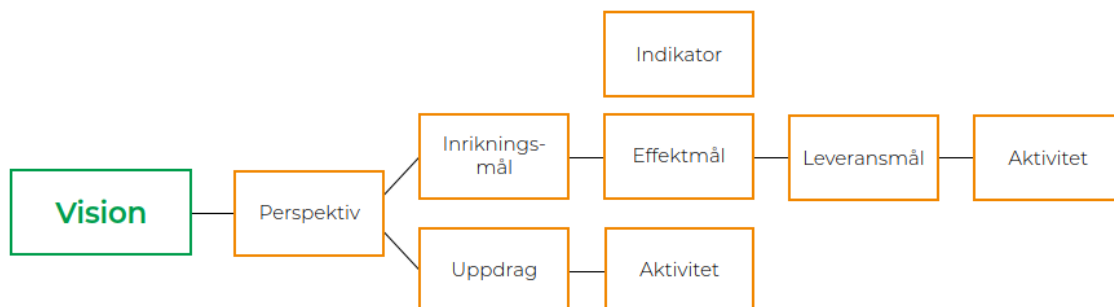 Indikator
Inriknings-
mål
Effektmål
Leveransmål
Aktivitet
Vision
Perspektiv
Uppdrag
Aktivitet